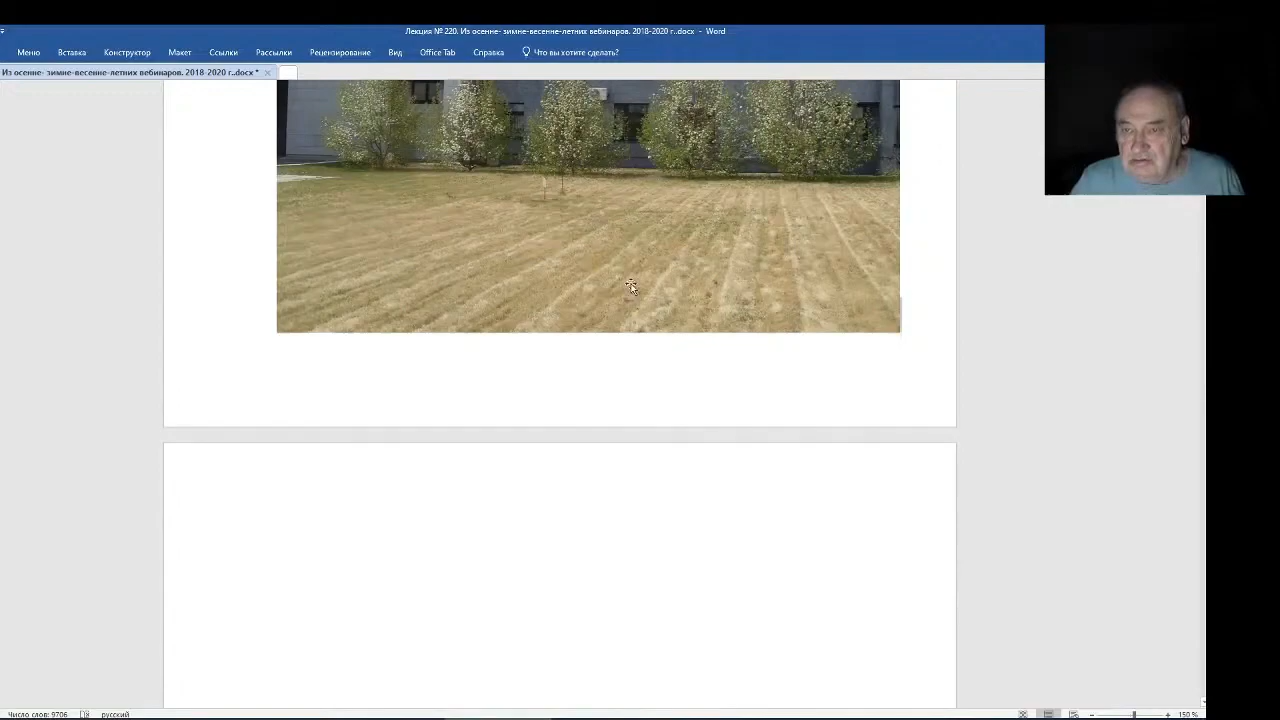 Лекция № 220. Из осенне- зимне-весенне-летних вебинаров. 2018-2020 г..docx - Word
Меню Вставка Конструктор Макет Ссылки Рассылки Рецензирование Вид Office Tab Справка Что вы хотите сделать?
Из осенне- зимне-весенне-летних вебинаров. 2018-2020 г..docx *
Число слов: 9706 русский 150 %